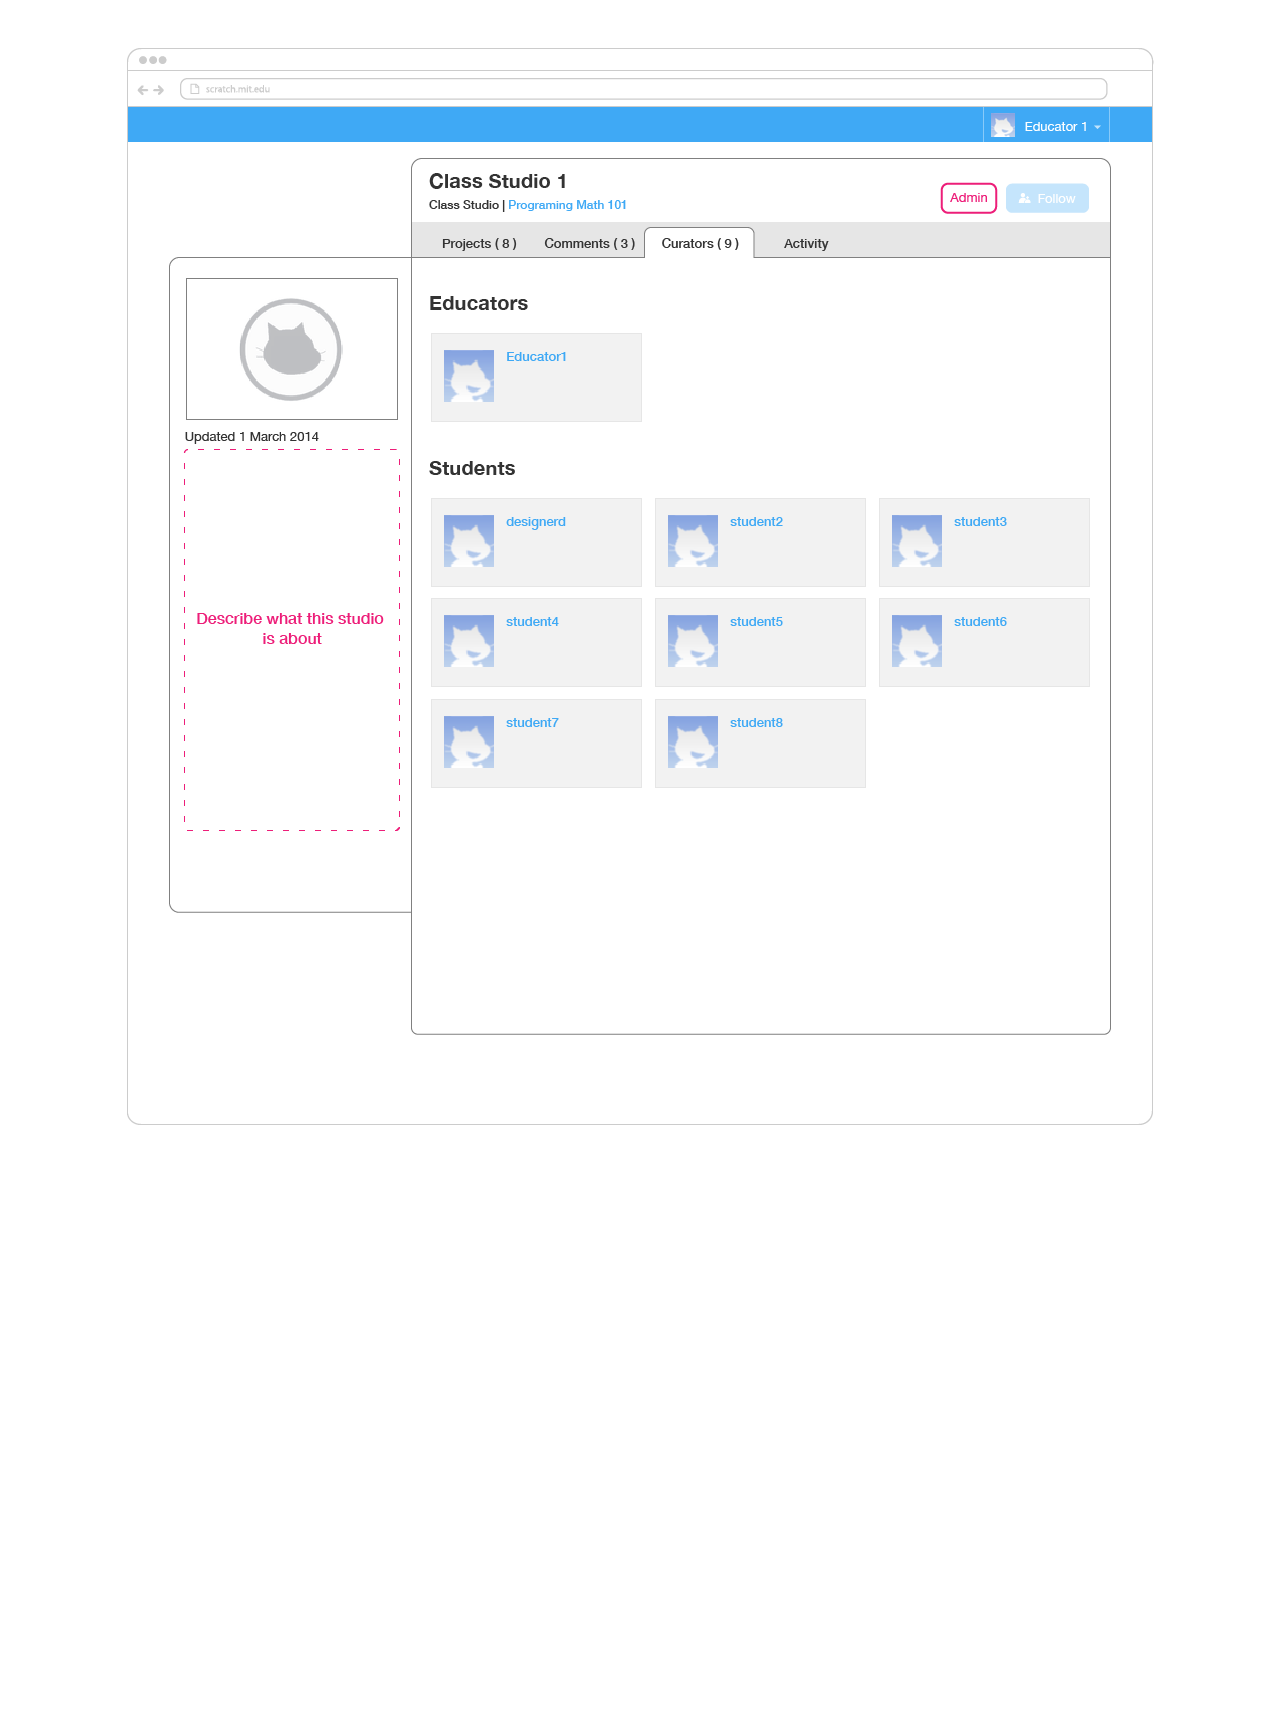 scratch.mit.edu
Educator 1
Class Studio 1
Class Studio | Programing Math 101
Admin
Follow
Projects ( 8 )
Comments ( 3 )
Curators ( 9 )
Activity
Updated 1 March 2014
Describe what this studio
is about
Educators
Educator1
Students
designerd
student2
student3
student4
student5
student6
student7
student8